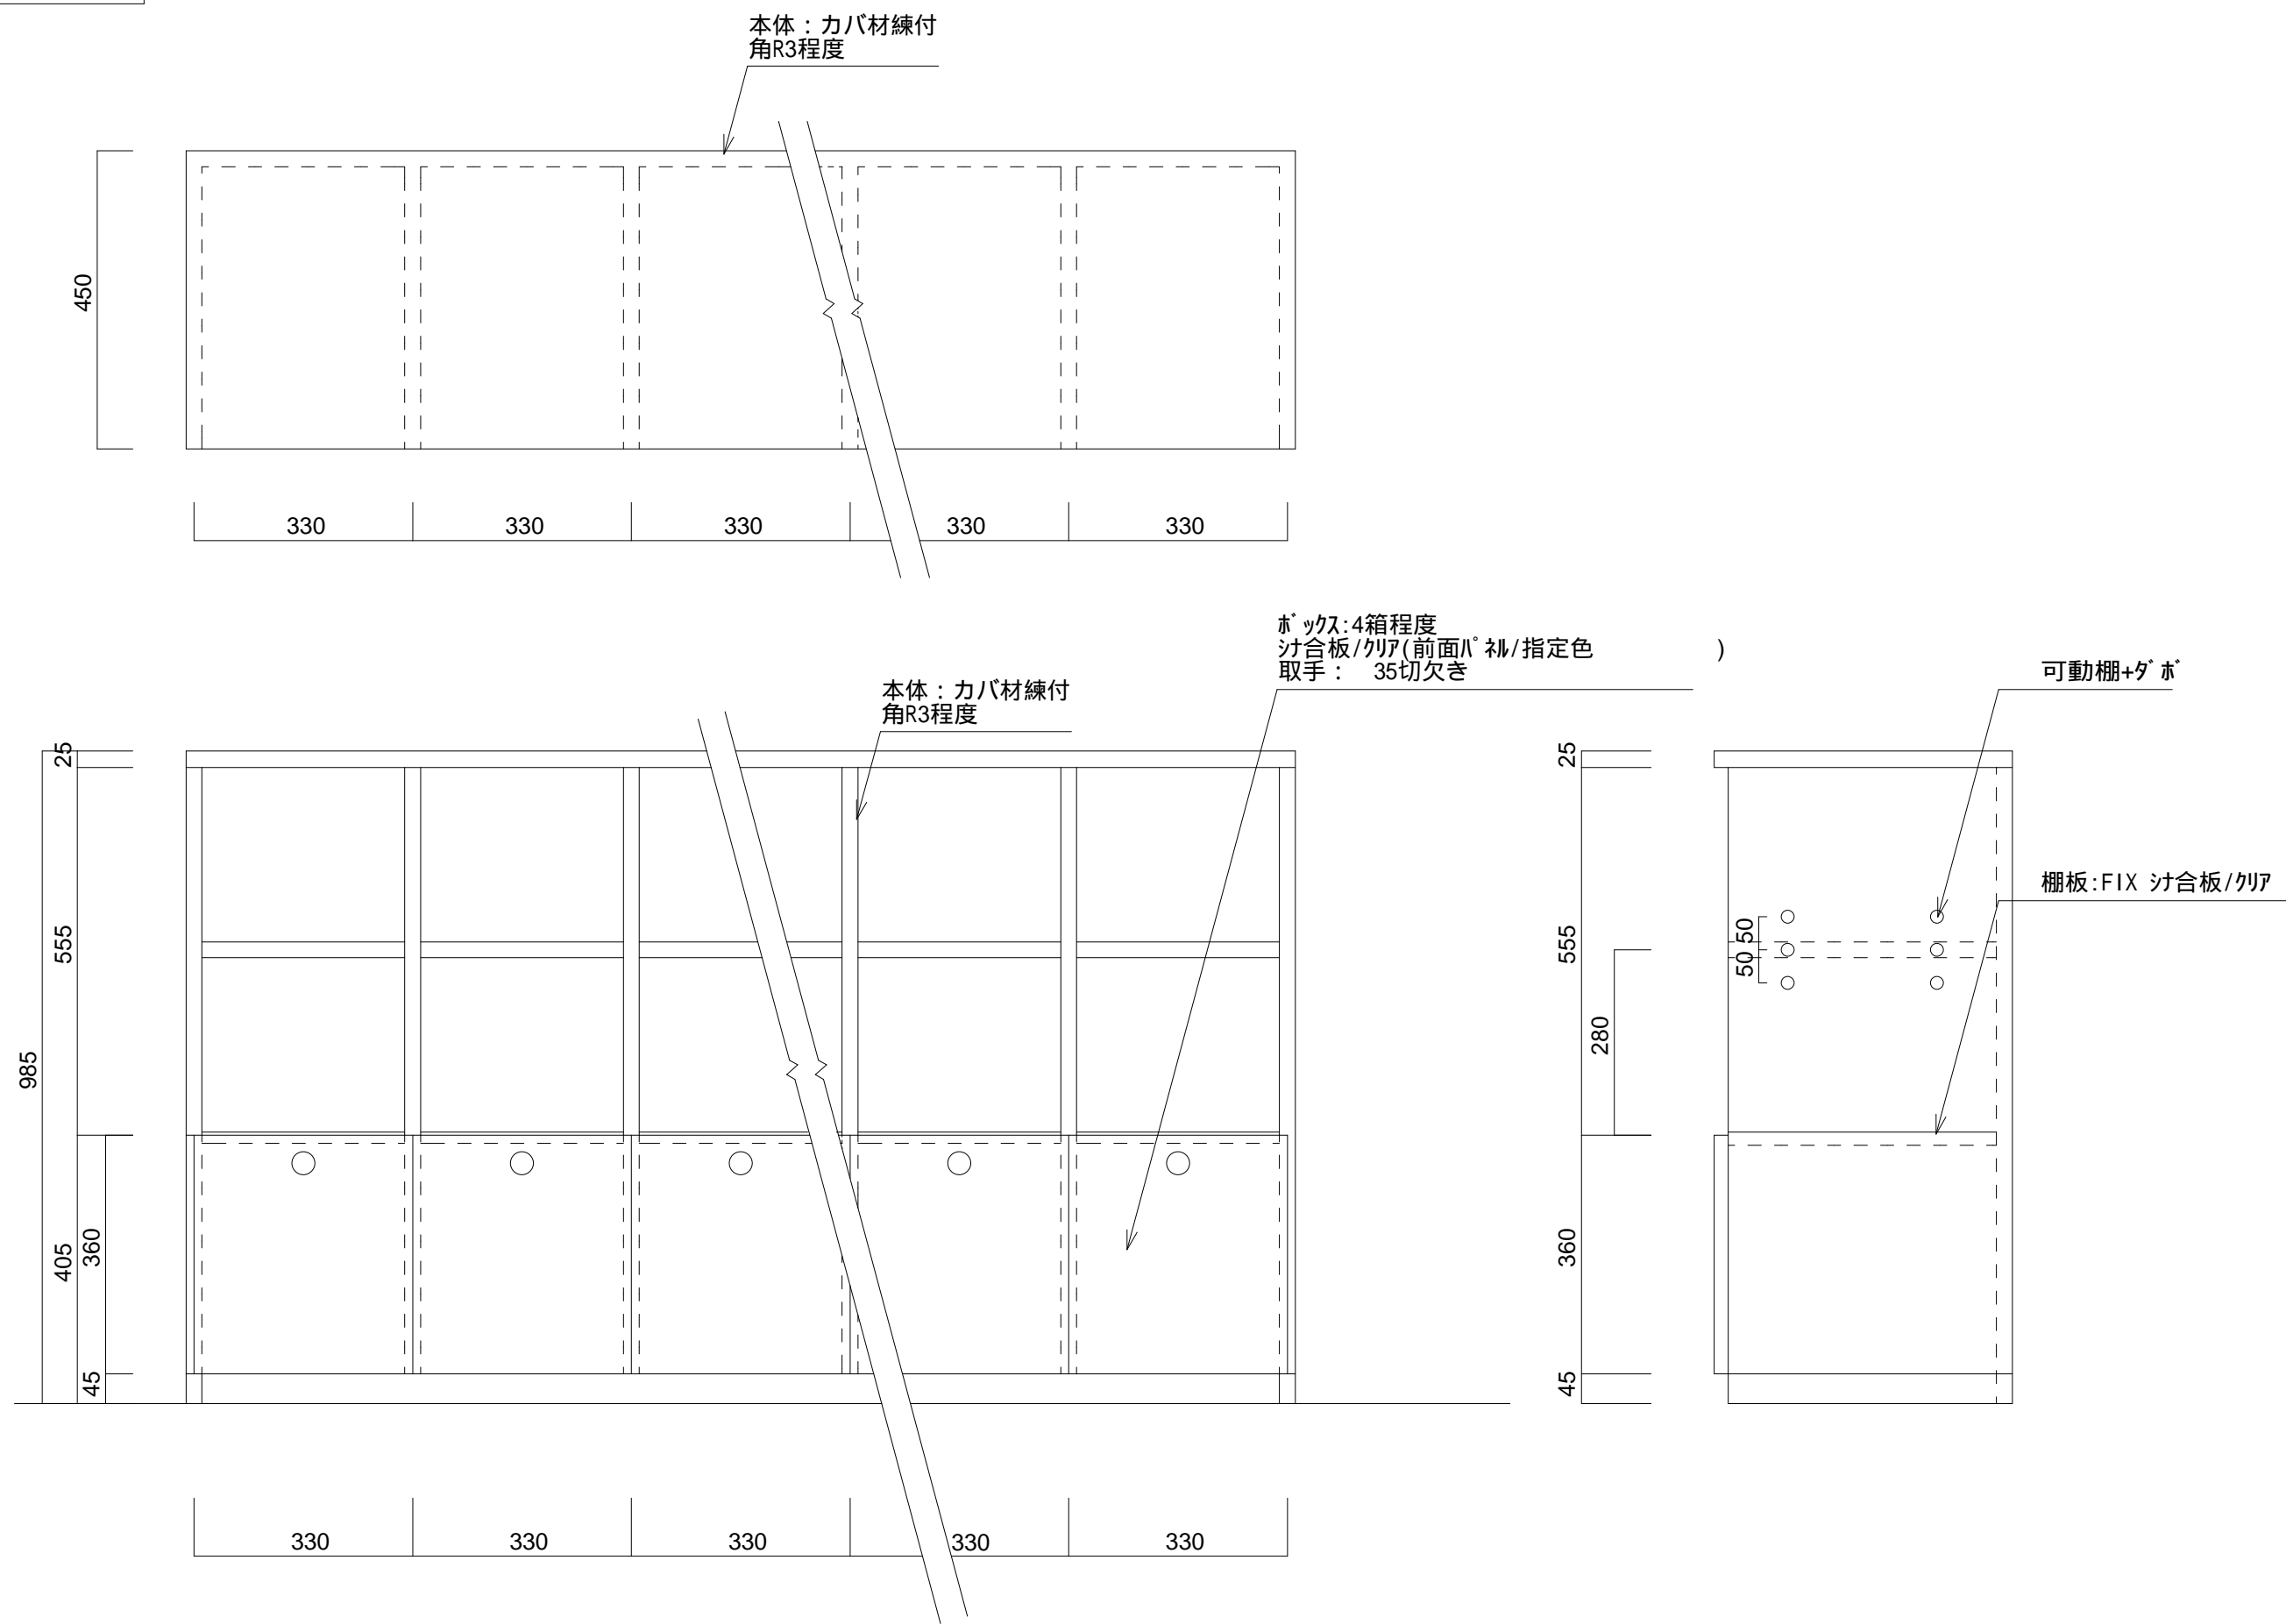 本体：カバ材練付
角R3程度
450
330 330 330 330 330
ﾎﾞｯｸｽ:4箱程度
ｼﾅ合板/ｸﾘｱ(前面ﾊﾟﾈﾙ/指定色　　　　　)
取手：　35切欠き
本体：カバ材練付
角R3程度
可動棚+ﾀﾞﾎﾞ
棚板:FIX ｼﾅ合板/ｸﾘｱ
25
555
985
405
360
45
25
555
360
45
280
50 50
330 330 330 330 330